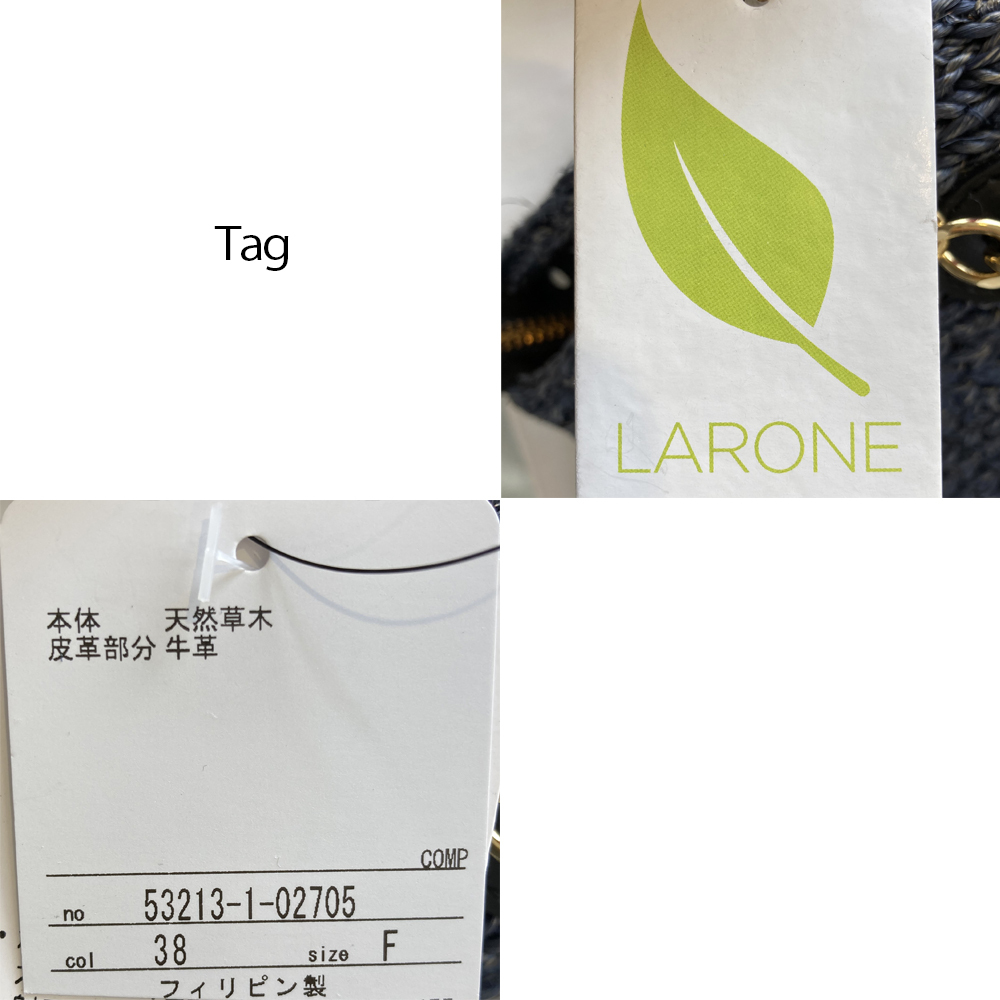 Tag
LARONE
本体 天然草木
皮革部分 牛革
COMP
no 53213-1-02705
col 38 size F
フィリピン製